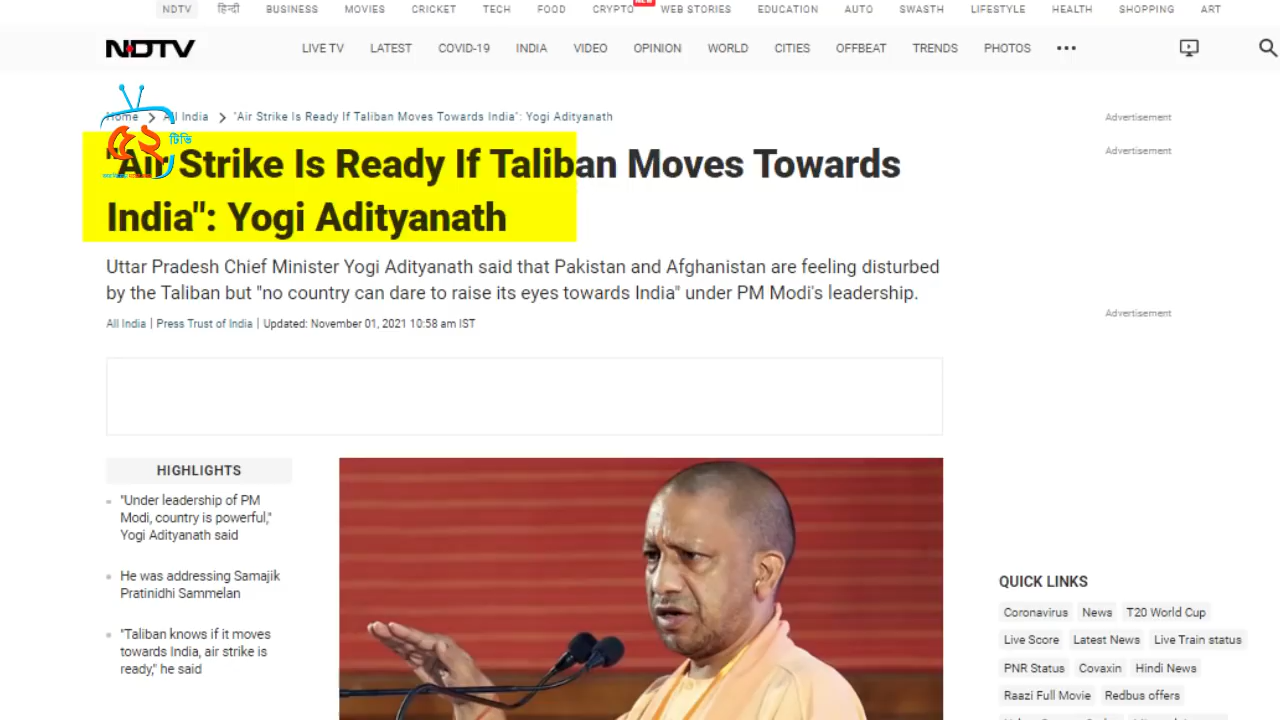 NDTV हिन्दी BUSINESS MOVIES CRICKET TECH FOOD CRYPTO NEW WEB STORIES EDUCATION AUTO SWASTH LIFESTYLE HEALTH SHOPPING ART
NDTV LIVE TV LATEST COVID-19 INDIA VIDEO OPINION WORLD CITIES OFFBEAT TRENDS PHOTOS
Home All India "Air Strike Is Ready If Taliban Moves Towards India": Yogi Adityanath
Advertisement
৫২ টিভি
"Air Strike Is Ready If Taliban Moves Towards
India": Yogi Adityanath
Advertisement
Uttar Pradesh Chief Minister Yogi Adityanath said that Pakistan and Afghanistan are feeling disturbed
by the Taliban but "no country can dare to raise its eyes towards India" under PM Modi's leadership.
All India | Press Trust of India | Updated: November 01, 2021 10:58 am IST
Advertisement
HIGHLIGHTS
"Under leadership of PM
Modi, country is powerful,"
Yogi Adityanath said
He was addressing Samajik
Pratinidhi Sammelan
"Taliban knows if it moves
towards India, air strike is
ready," he said
QUICK LINKS
Coronavirus News T20 World Cup
Live Score Latest News Live Train status
PNR Status Covaxin Hindi News
Raazi Full Movie Redbus offers